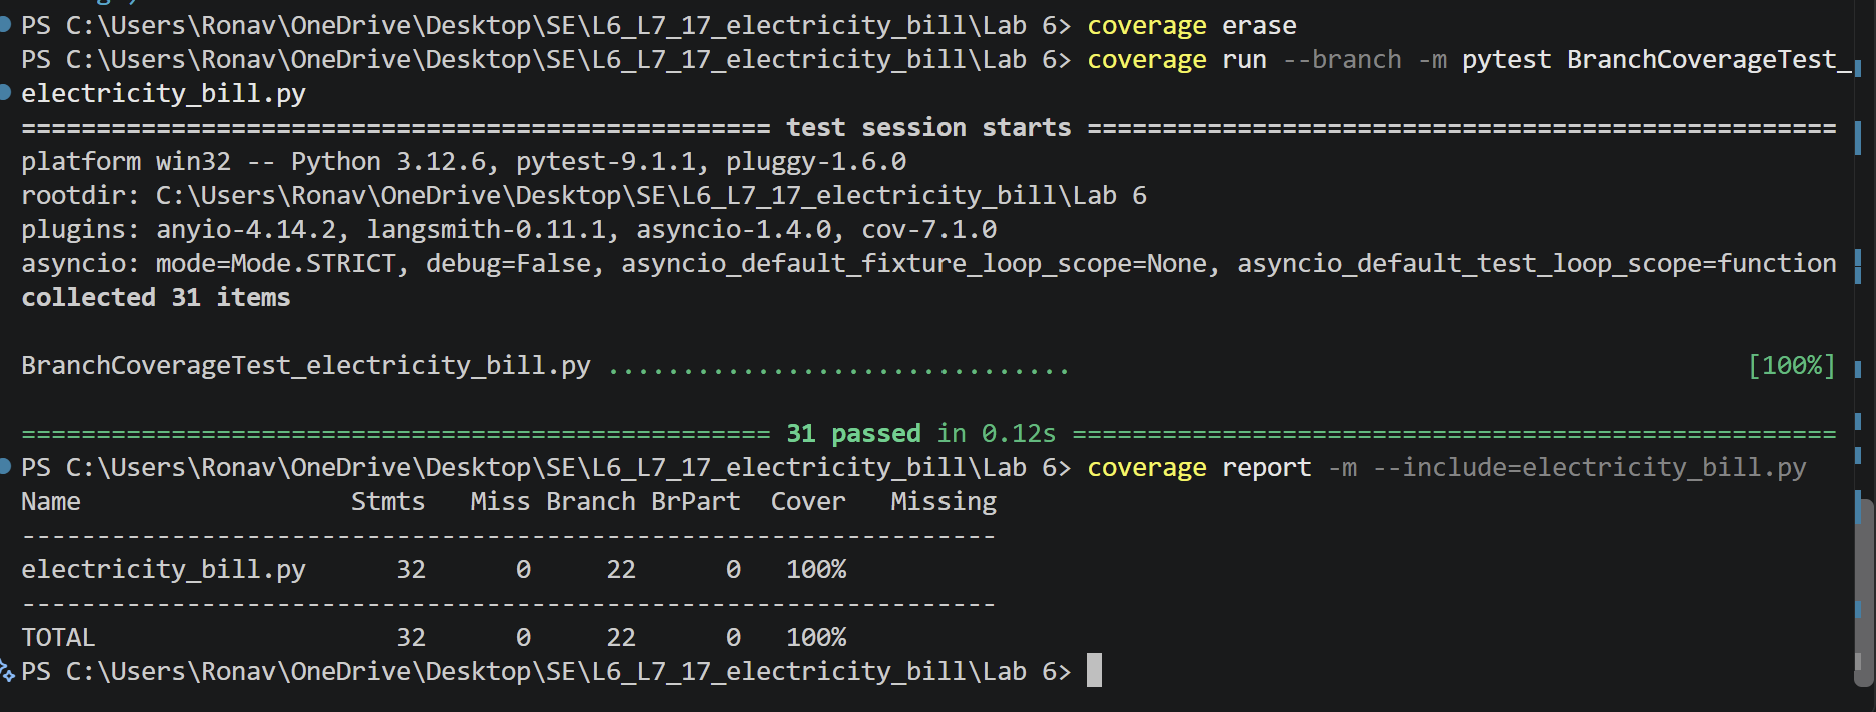 PS C:\Users\Ronav\OneDrive\Desktop\SE\L6_L7_17_electricity_bill\Lab 6> coverage erase
PS C:\Users\Ronav\OneDrive\Desktop\SE\L6_L7_17_electricity_bill\Lab 6> coverage run --branch -m pytest BranchCoverageTest_
electricity_bill.py
================================================== test session starts ==================================================
platform win32 -- Python 3.12.6, pytest-9.1.1, pluggy-1.6.0
rootdir: C:\Users\Ronav\OneDrive\Desktop\SE\L6_L7_17_electricity_bill\Lab 6
plugins: anyio-4.14.2, langsmith-0.11.1, asyncio-1.4.0, cov-7.1.0
asyncio: mode=Mode.STRICT, debug=False, asyncio_default_fixture_loop_scope=None, asyncio_default_test_loop_scope=function
collected 31 items
BranchCoverageTest_electricity_bill.py ............................... [100%]
================================================== 31 passed in 0.12s ===================================================
PS C:\Users\Ronav\OneDrive\Desktop\SE\L6_L7_17_electricity_bill\Lab 6> coverage report -m --include=electricity_bill.py
Name                  Stmts   Miss Branch BrPart  Cover   Missing
-----------------------------------------------------------------
electricity_bill.py      32      0     22      0   100%
-----------------------------------------------------------------
TOTAL                    32      0     22      0   100%
PS C:\Users\Ronav\OneDrive\Desktop\SE\L6_L7_17_electricity_bill\Lab 6>